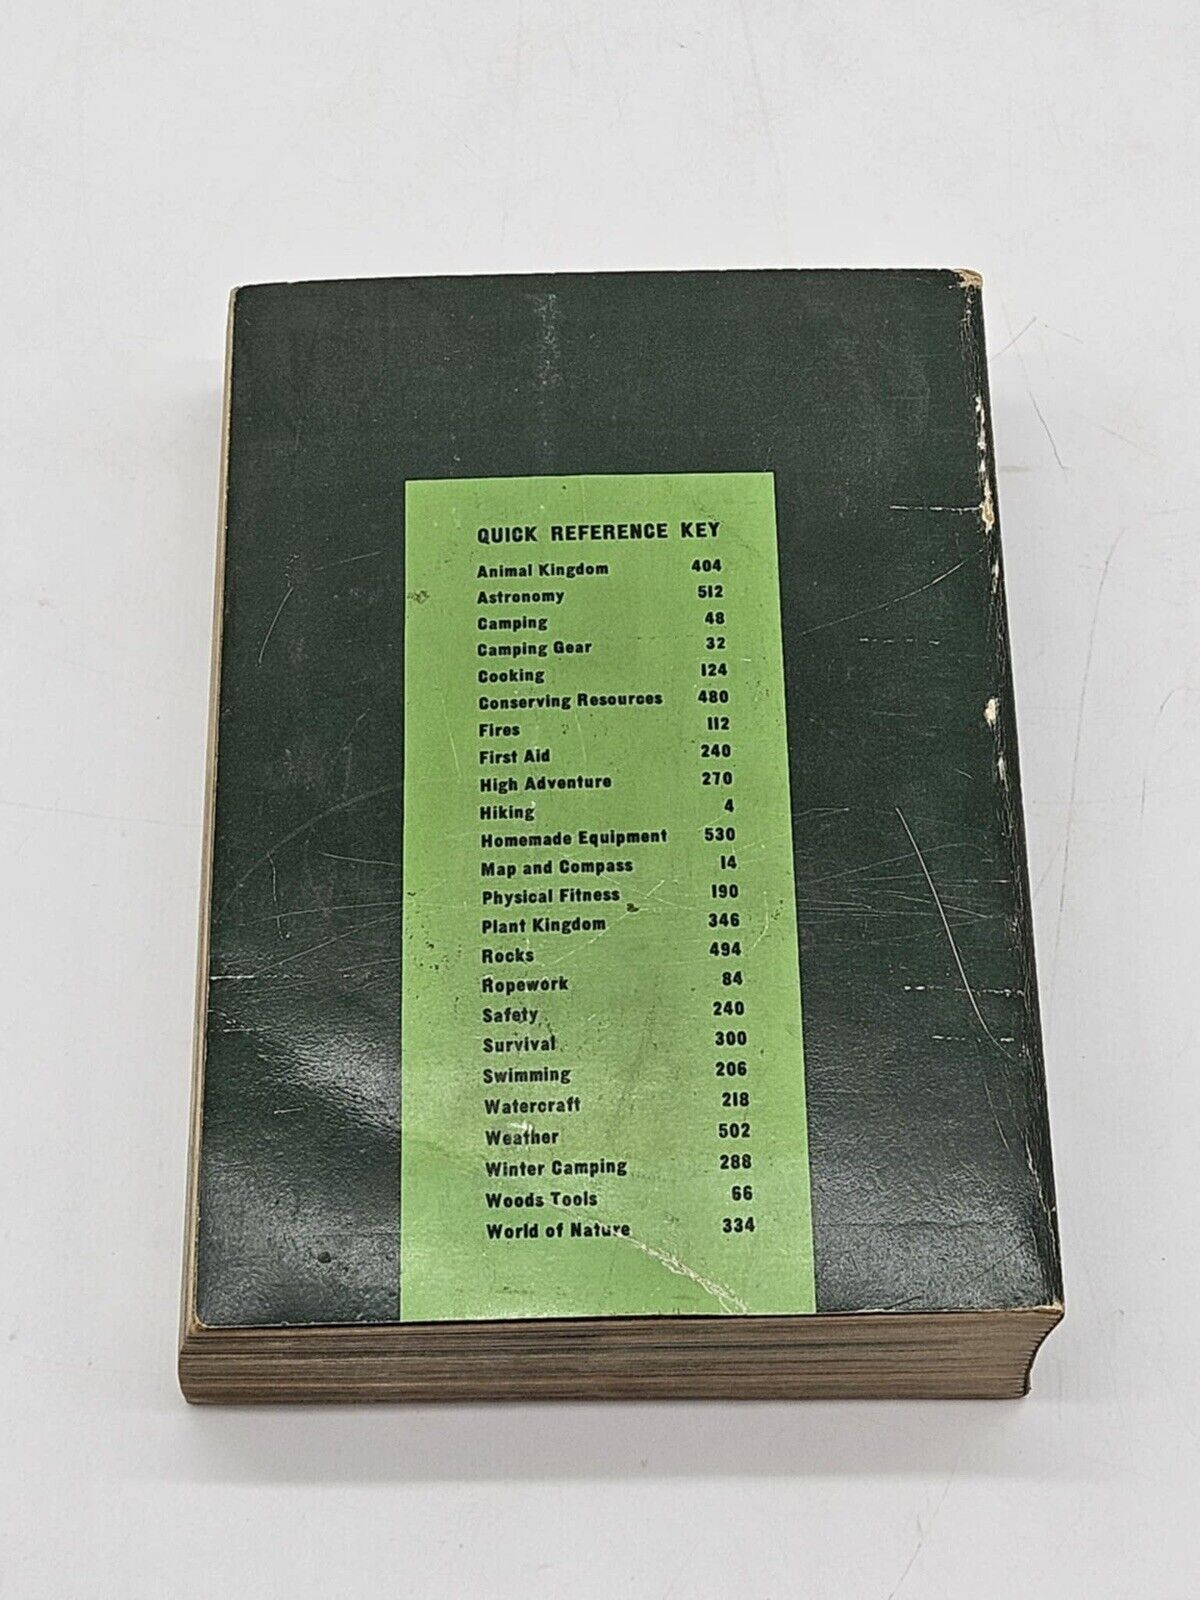 QUICK REFERENCE KEY
Animal Kingdom 404
Astronomy 512
Camping 48
Camping Gear 32
Cooking 124
Conserving Resources 480
Fires 112
First Aid 240
High Adventure 270
Hiking 4
Homemade Equipment 530
Map and Compass 14
Physical Fitness 190
Plant Kingdom 346
Rocks 494
Ropework 84
Safety 240
Survival 300
Swimming 206
Watercraft 218
Weather 502
Winter Camping 288
Woods Tools 66
World of Nature 334